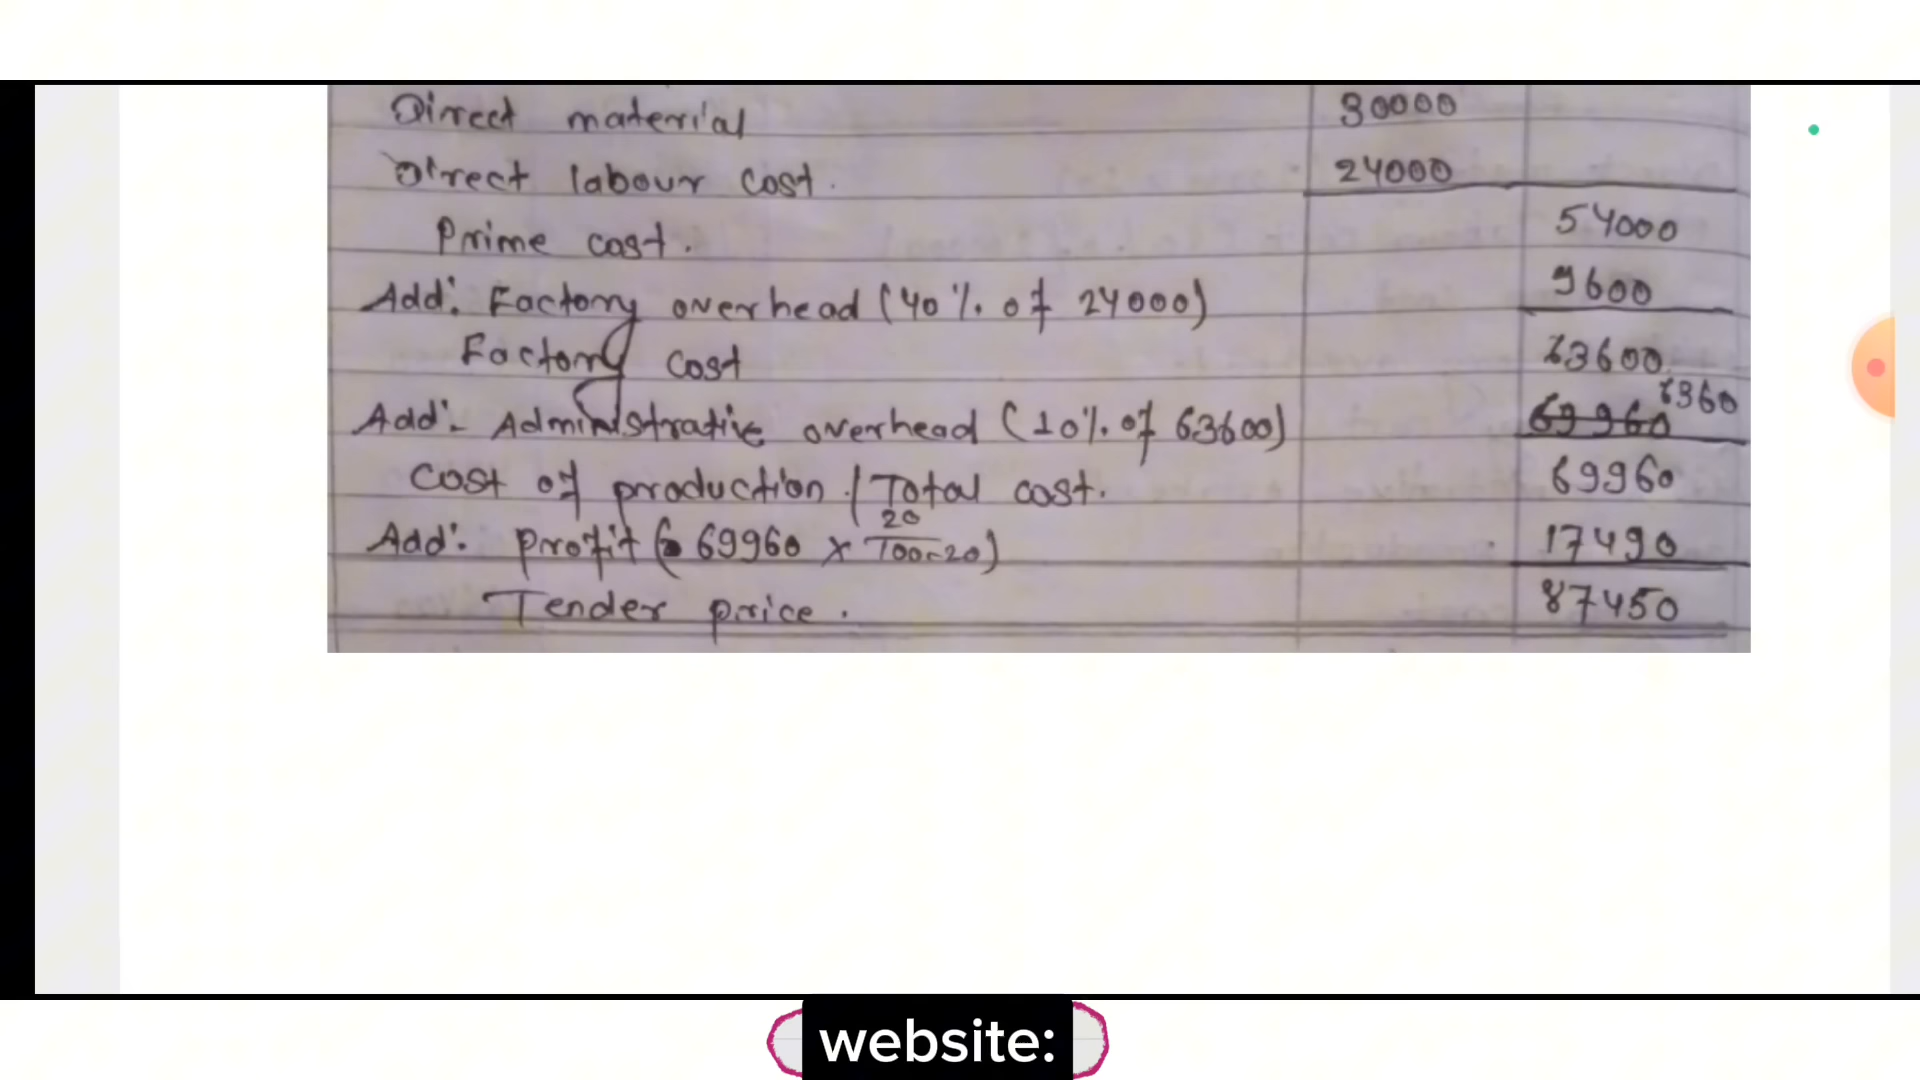 Direct material 30000
Direct labour cost. 24000
Prime cost. 54000
Add: Factory overhead (40% of 24000) 9600
Factory cost 63600
Add:- Administrative overhead (10% of 63600) 69960 6360
Cost of production / Total cost. 69960
Add:- profit (69960 × 20/100-20) 17490
Tender price. 87450
website: